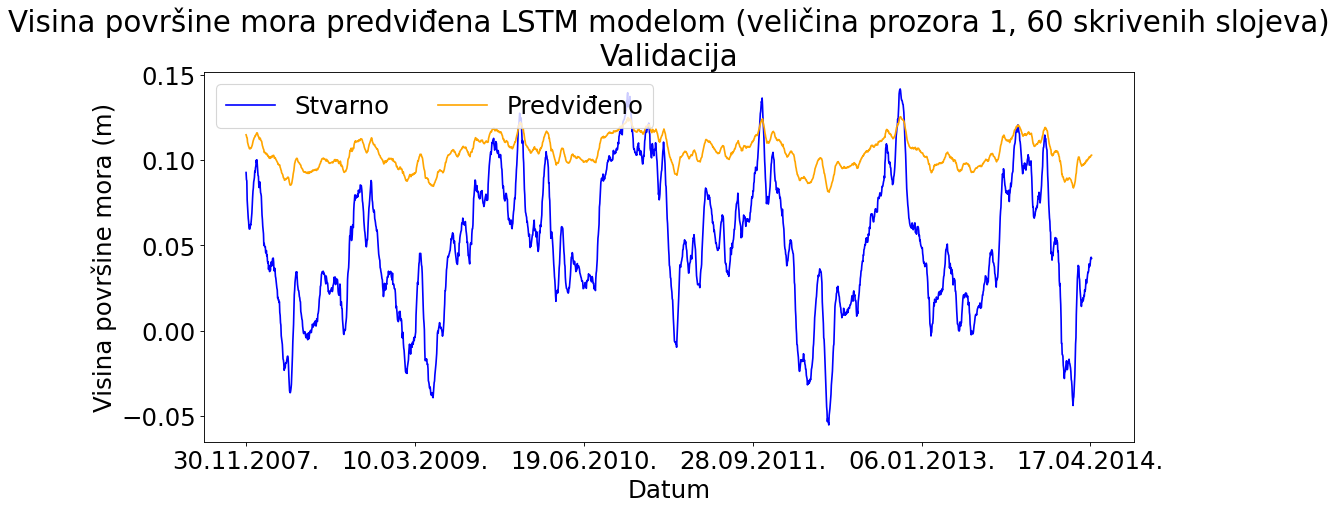 Visina površine mora predviđena LSTM modelom (veličina prozora 1, 60 skrivenih slojeva)
Validacija
Stvarno Predviđeno
Visina površine mora (m)
0.15
0.10
0.05
0.00
−0.05
30.11.2007. 10.03.2009. 19.06.2010. 28.09.2011. 06.01.2013. 17.04.2014.
Datum